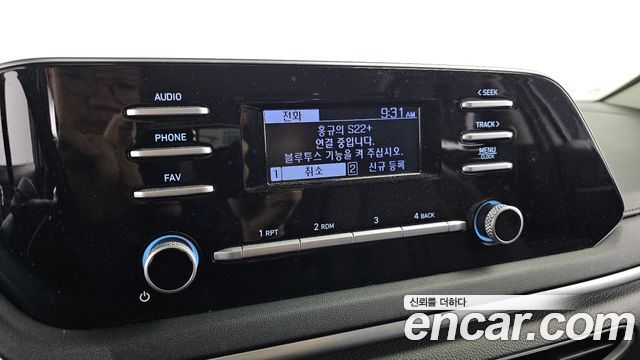 AUDIO
PHONE
FAV
전화 9:31AM
홍규의 S22+
연결 중입니다.
블루투스 기능을 켜 주십시오.
1 취소 2 신규 등록
< SEEK
TRACK >
MENU
CLOCK
1 RPT 2 RDM 3 4 BACK
신뢰를 더하다
encar.com